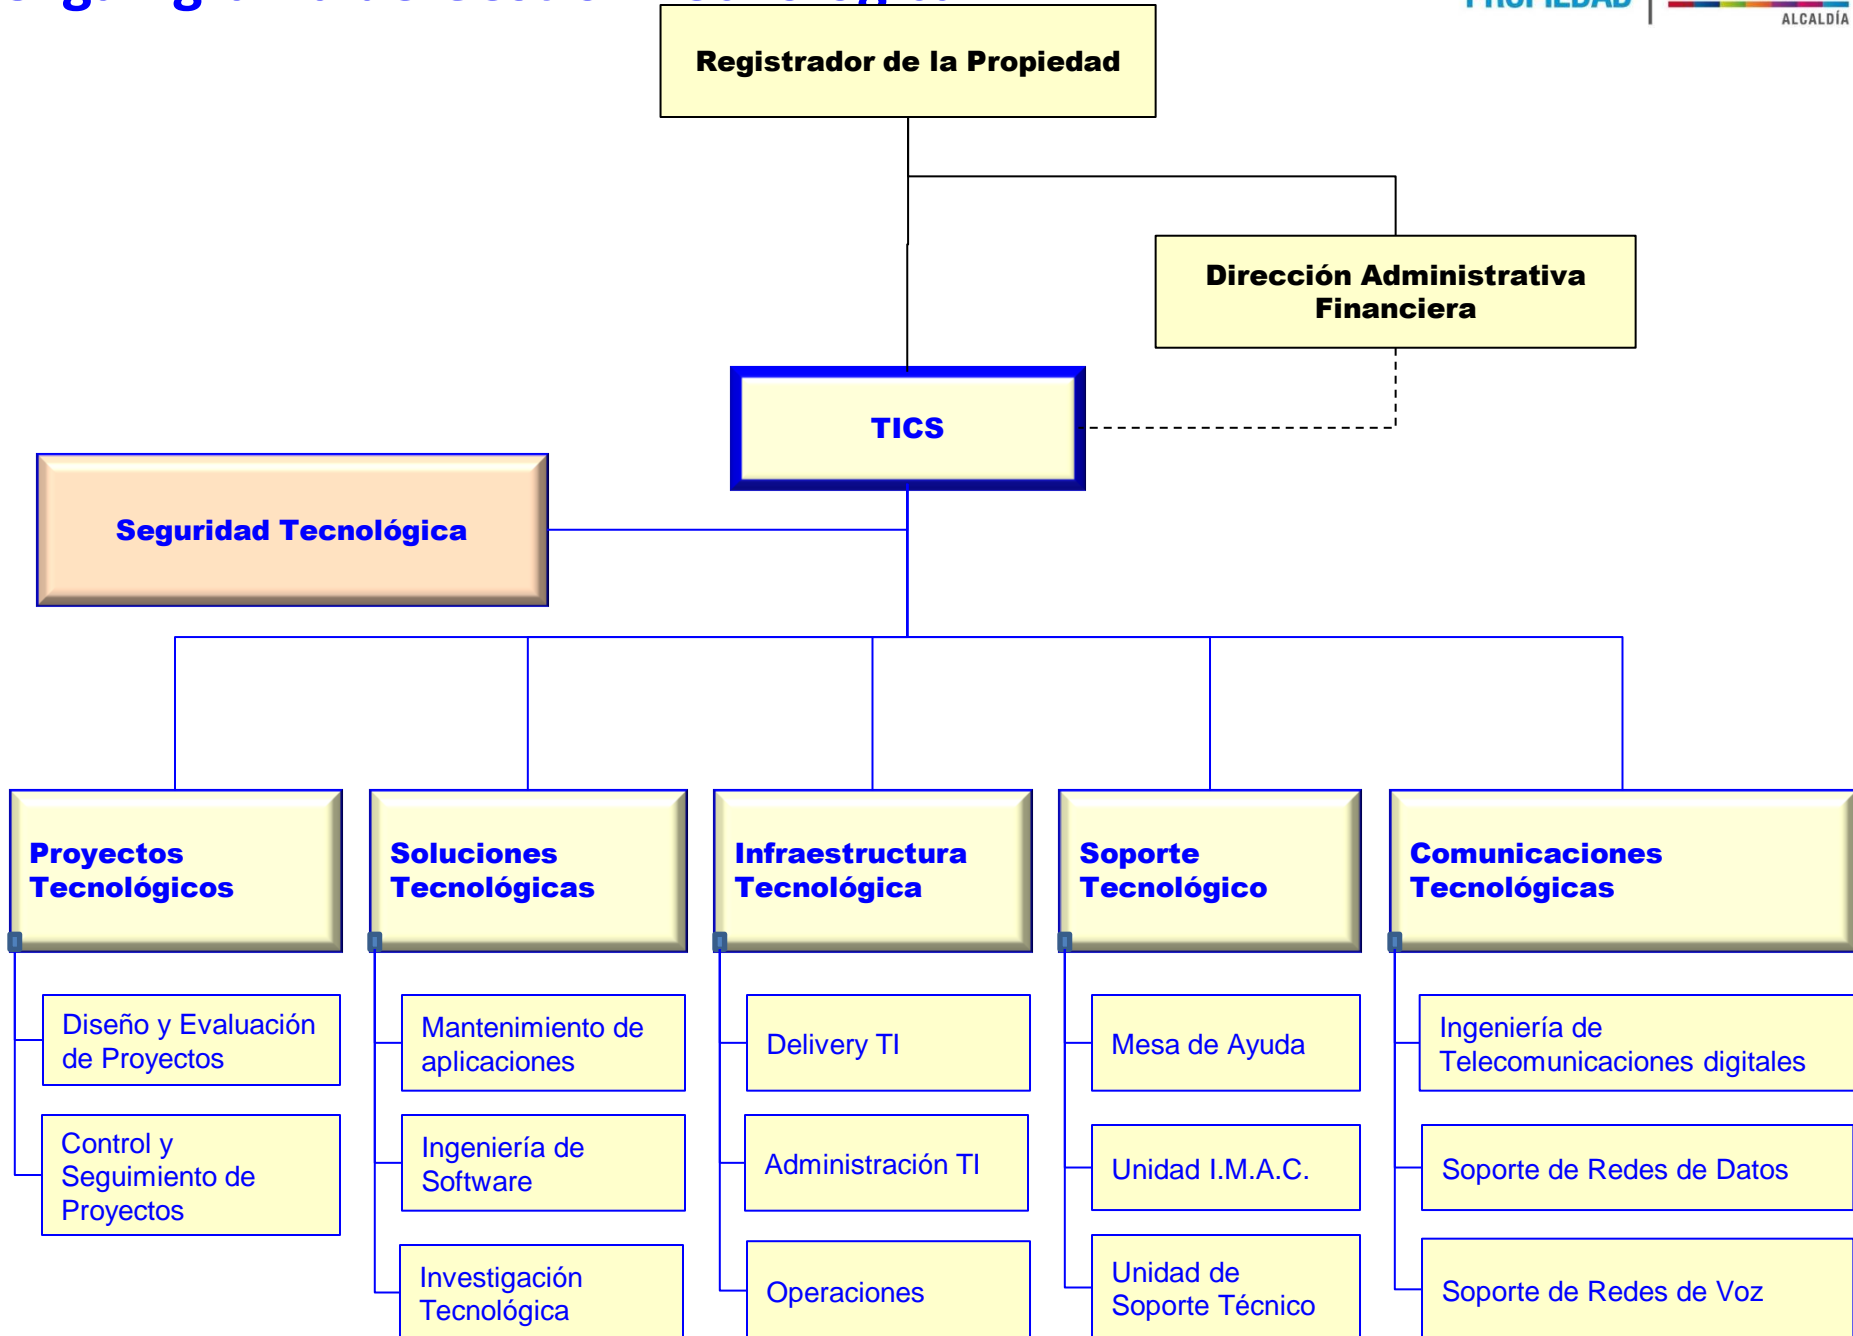 PROPIEDAD
ALCALDÍA
Registrador de la Propiedad
Dirección Administrativa
Financiera
TICS
Seguridad Tecnológica
Proyectos
Tecnológicos
Soluciones
Tecnológicas
Infraestructura
Tecnológica
Soporte
Tecnológico
Comunicaciones
Tecnológicas
Diseño y Evaluación
de Proyectos
Control y
Seguimiento de
Proyectos
Mantenimiento de
aplicaciones
Ingeniería de
Software
Investigación
Tecnológica
Delivery TI
Administración TI
Operaciones
Mesa de Ayuda
Unidad I.M.A.C.
Unidad de
Soporte Técnico
Ingeniería de
Telecomunicaciones digitales
Soporte de Redes de Datos
Soporte de Redes de Voz